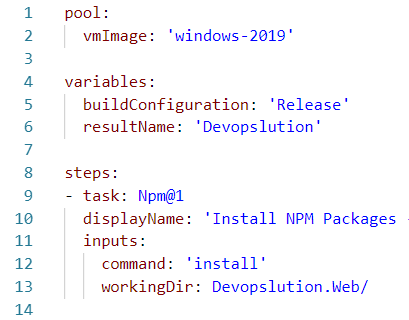 1 pool:
2   vmImage: 'windows-2019'
3
4 variables:
5   buildConfiguration: 'Release'
6   resultName: 'Devopslution'
7
8 steps:
9 - task: Npm@1
10   displayName: 'Install NPM Packages -
11   inputs:
12     command: 'install'
13     workingDir: Devopslution.Web/
14